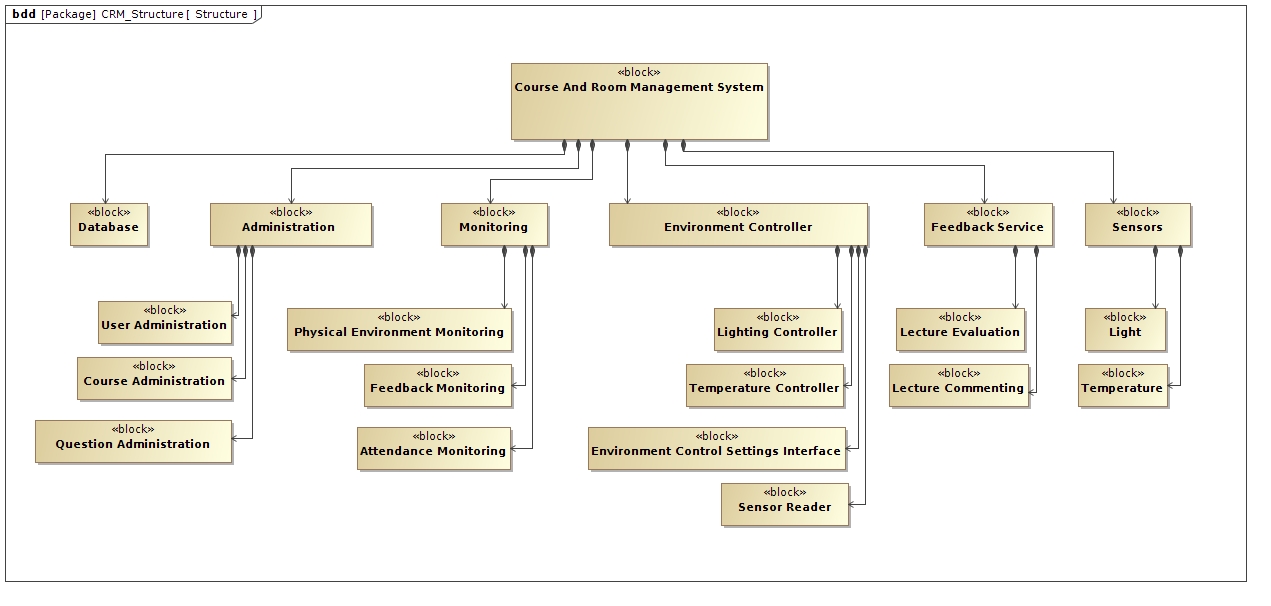 bdd [Package] CRM_Structure[ Structure ]
«block»
Course And Room Management System
«block»
Database
«block»
Administration
«block»
Monitoring
«block»
Environment Controller
«block»
Feedback Service
«block»
Sensors
«block»
User Administration
«block»
Course Administration
«block»
Question Administration
«block»
Physical Environment Monitoring
«block»
Feedback Monitoring
«block»
Attendance Monitoring
«block»
Lighting Controller
«block»
Temperature Controller
«block»
Environment Control Settings Interface
«block»
Sensor Reader
«block»
Lecture Evaluation
«block»
Lecture Commenting
«block»
Light
«block»
Temperature